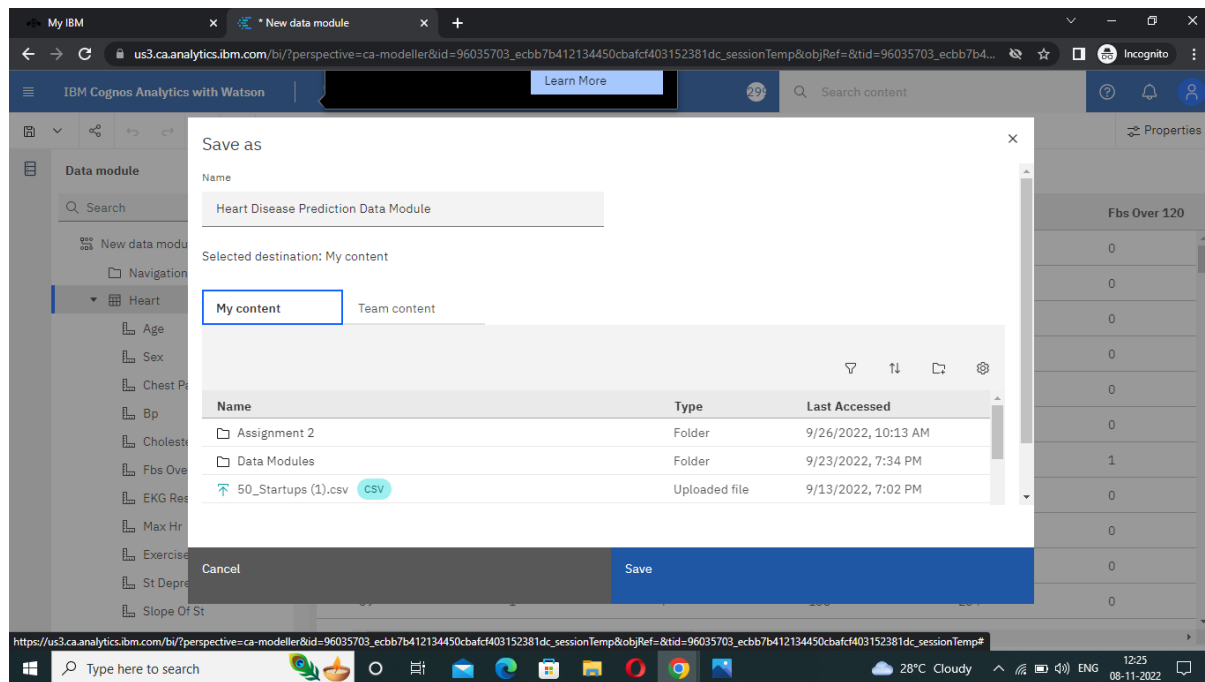 My IBM
* New data module
us3.ca.analytics.ibm.com/bi/?perspective=ca-modeller&id=96035703_ecbb7b412134450cbafcf403152381dc_sessionTemp&objRef=&tid=96035703_ecbb7b4...
Incognito
IBM Cognos Analytics with Watson
Learn More
Search content
Properties
Data module
Search
New data modu
Navigation
Heart
Age
Sex
Chest Pa
Bp
Choleste
Fbs Ove
EKG Res
Max Hr
Exercise
St Depre
Slope Of St
Save as
Name
Heart Disease Prediction Data Module
Selected destination: My content
My content Team content
Name Type Last Accessed
Assignment 2 Folder 9/26/2022, 10:13 AM
Data Modules Folder 9/23/2022, 7:34 PM
50_Startups (1).csv CSV Uploaded file 9/13/2022, 7:02 PM
Cancel Save
Fbs Over 120
0
0
0
0
0
0
1
0
0
0
0
https://us3.ca.analytics.ibm.com/bi/?perspective=ca-modeller&id=96035703_ecbb7b412134450cbafcf403152381dc_sessionTemp&objRef=&tid=96035703_ecbb7b412134450cbafcf403152381dc_sessionTemp#
Type here to search
28°C Cloudy
ENG
12:25
08-11-2022